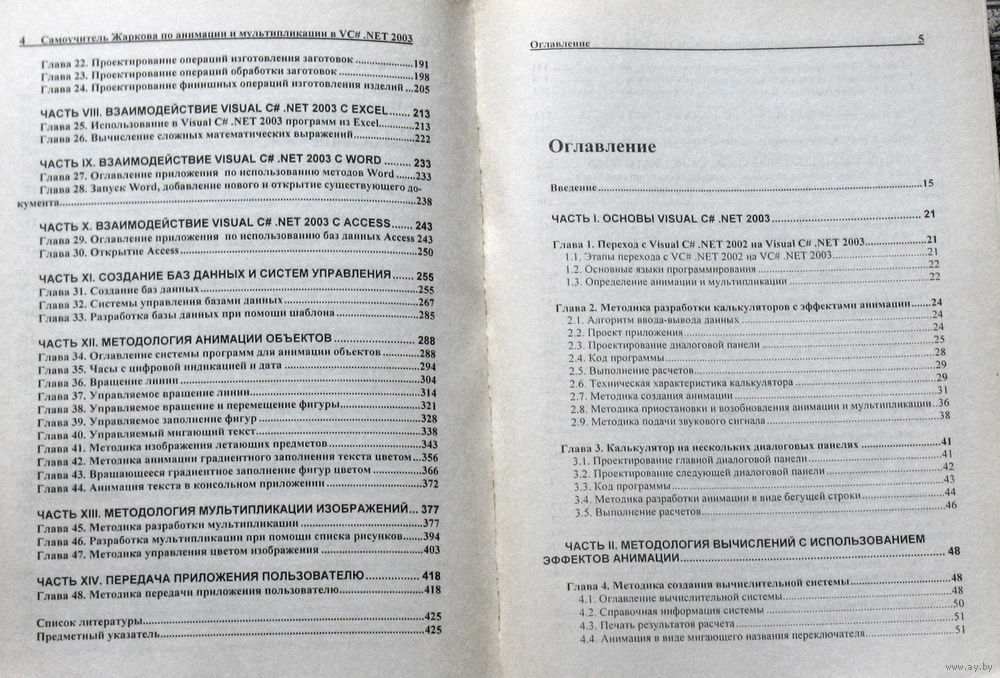 4 Самоучитель Жаркова по анимации и мультипликации в VC# .NET 2003
Глава 22. Проектирование операций изготовления заготовок ..................191
Глава 23. Проектирование операций обработки заготовок ..................198
Глава 24. Проектирование финишных операций изготовления изделий ..205
ЧАСТЬ VIII. ВЗАИМОДЕЙСТВИЕ VISUAL C# .NET 2003 С EXCEL....... 213
Глава 25. Использование в Visual C# .NET 2003 программ из Excel...........213
Глава 26. Вычисление сложных математических выражений..................222
ЧАСТЬ IX. ВЗАИМОДЕЙСТВИЕ VISUAL C# .NET 2003 С WORD ......... 233
Глава 27. Оглавление приложения по использованию методов Word .......233
Глава 28. Запуск Word, добавление нового и открытие существующего до-
кумента..................238
ЧАСТЬ X. ВЗАИМОДЕЙСТВИЕ VISUAL C# .NET 2003 С ACCESS........ 243
Глава 29. Оглавление приложения по использованию баз данных Access 243
Глава 30. Открытие Access ..................250
ЧАСТЬ XI. СОЗДАНИЕ БАЗ ДАННЫХ И СИСТЕМ УПРАВЛЕНИЯ........ 255
Глава 31. Создание баз данных..................255
Глава 32. Системы управления базами данных ..................267
Глава 33. Разработка базы данных при помощи шаблона..................285
ЧАСТЬ XII. МЕТОДОЛОГИЯ АНИМАЦИИ ОБЪЕКТОВ .................. 288
Глава 34. Оглавление системы программ для анимации объектов ...........288
Глава 35. Часы с цифровой индикацией и дата ..................294
Глава 36. Вращение линии ..................304
Глава 37. Управляемое вращение линии..................314
Глава 38. Управляемое вращение и перемещение фигуры..................321
Глава 39. Управляемое заполнение фигур ..................328
Глава 40. Управляемый мигающий текст ..................338
Глава 41. Методика изображения летающих предметов ..................343
Глава 42. Методика анимации градиентного заполнения текста цветом ...356
Глава 43. Вращающееся градиентное заполнение фигур цветом ...........366
Глава 44. Анимация текста в консольном приложении ..................372
ЧАСТЬ XIII. МЕТОДОЛОГИЯ МУЛЬТИПЛИКАЦИИ ИЗОБРАЖЕНИЙ... 377
Глава 45. Методика разработки мультипликации ..................377
Глава 46. Разработка мультипликации при помощи списка рисунков.......394
Глава 47. Методика управления цветом изображения ..................403
ЧАСТЬ XIV. ПЕРЕДАЧА ПРИЛОЖЕНИЯ ПОЛЬЗОВАТЕЛЮ............. 418
Глава 48. Методика передачи приложения пользователю..................418
Список литературы..................425
Предметный указатель..................425
Оглавление 5
Оглавление
Введение..................15
ЧАСТЬ I. ОСНОВЫ VISUAL C# .NET 2003.................. 21
Глава 1. Переход с Visual C# .NET 2002 на Visual C# .NET 2003..............21
1.1. Этапы перехода с VC# .NET 2002 на VC# .NET 2003..................21
1.2. Основные языки программирования ..................22
1.3. Определение анимации и мультипликации ..................22
Глава 2. Методика разработки калькуляторов с эффектами анимации......24
2.1. Алгоритм ввода-вывода данных ..................24
2.2. Проект приложения ..................24
2.3. Проектирование диалоговой панели ..................25
2.4. Код программы ..................28
2.5. Выполнение расчетов..................29
2.6. Техническая характеристика калькулятора ..................29
2.7. Методика создания анимации ..................31
2.8. Методика приостановки и возобновления анимации и мультипликации ..36
2.9. Методика подачи звукового сигнала..................38
Глава 3. Калькулятор на нескольких диалоговых панелях ..................41
3.1. Проектирование главной диалоговой панели ..................41
3.2. Проектирование следующей диалоговой панели ..................42
3.3. Код программы ..................43
3.4. Методика разработки анимации в виде бегущей строки ..................44
3.5. Выполнение расчетов..................46
ЧАСТЬ II. МЕТОДОЛОГИЯ ВЫЧИСЛЕНИЙ С ИСПОЛЬЗОВАНИЕМ
ЭФФЕКТОВ АНИМАЦИИ.................. 48
Глава 4. Методика создания вычислительной системы ..................48
4.1. Оглавление вычислительной системы..................48
4.2. Справочная информация системы ..................50
4.3. Печать результатов расчета ..................51
4.4. Анимация в виде мигающего названия переключателя..................51
www.ay.by